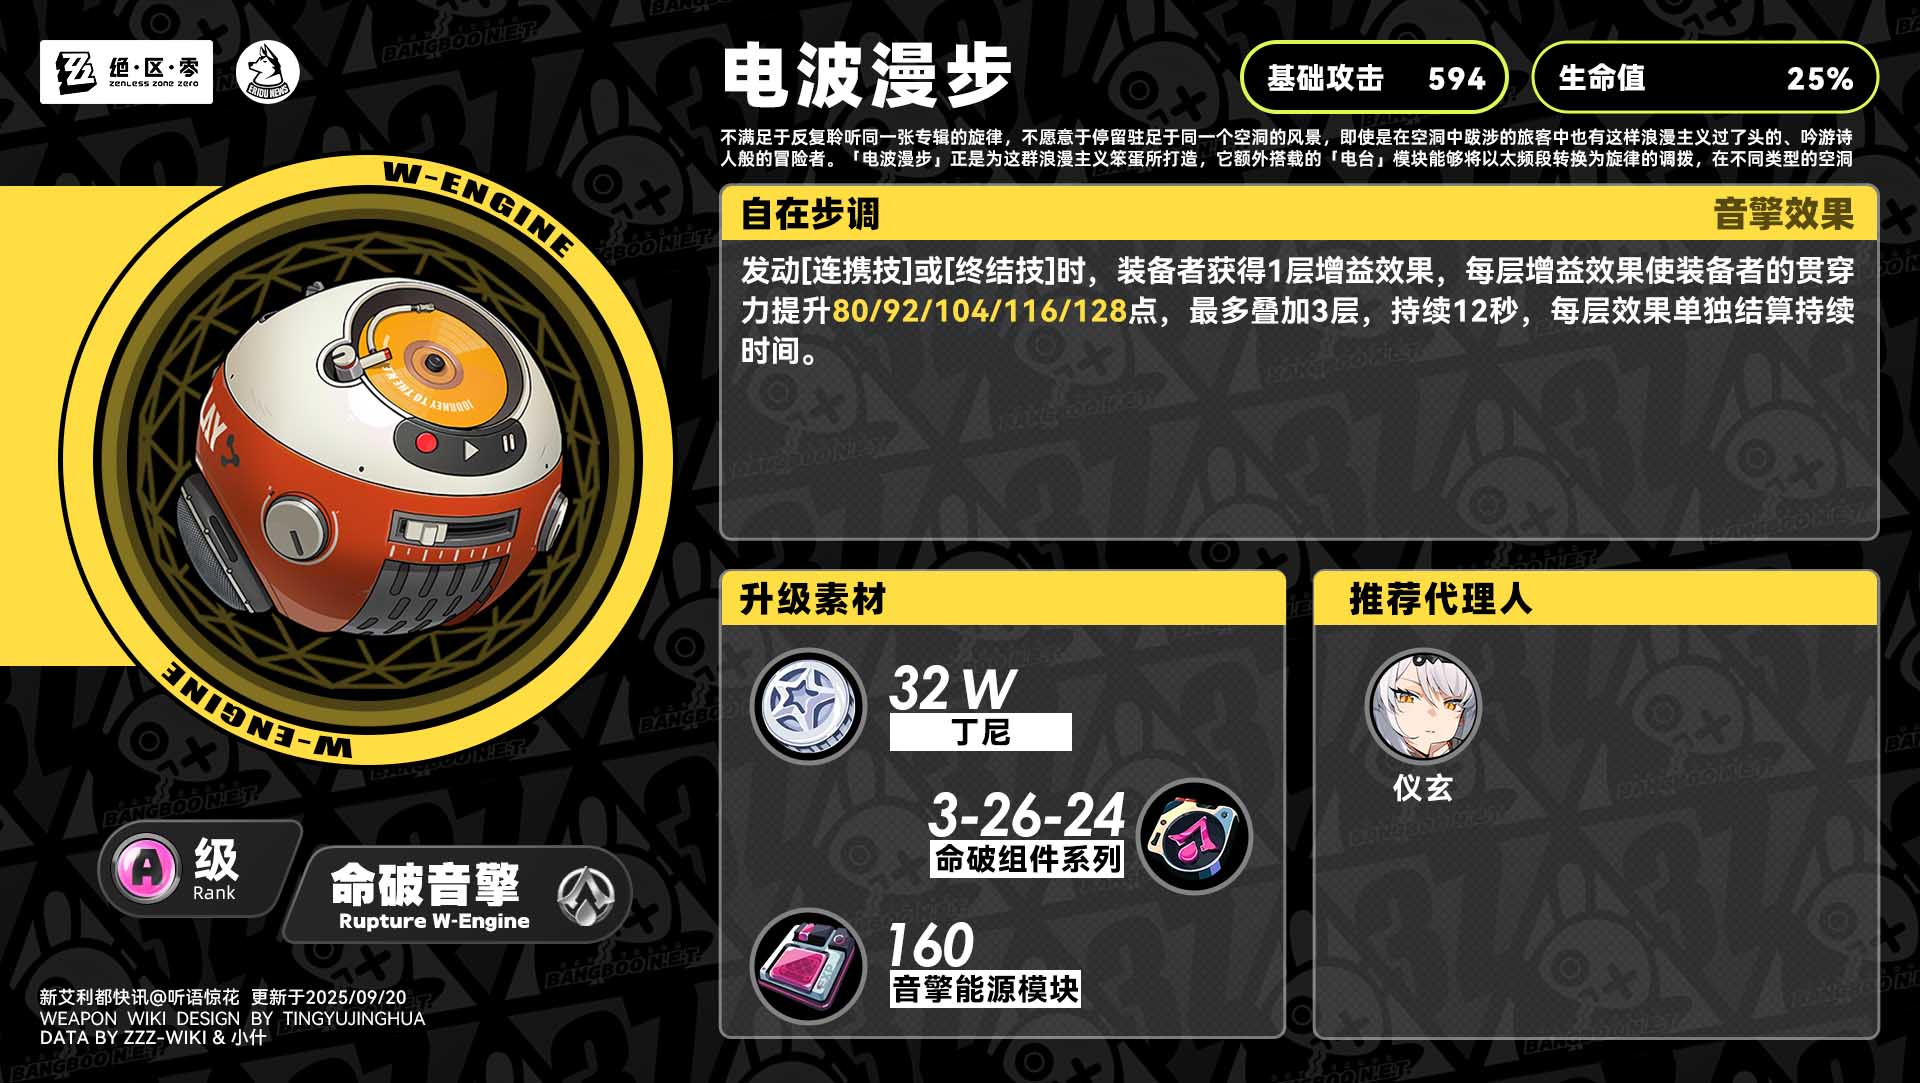 绝·区·零
ZENLESS ZONE ZERO
ERIDU NEWS
电波漫步
基础攻击 594
生命值 25%
不满足于反复聆听同一张专辑的旋律，不愿意于停留驻足于同一个空洞的风景，即使是在空洞中跋涉的旅客中也有这样浪漫主义过了头的、吟游诗
人般的冒险者。「电波漫步」正是为这群浪漫主义笨蛋所打造，它额外搭载的「电台」模块能够将以太频段转换为旋律的调拨，在不同类型的空洞
W-ENGINE
自在步调
音擎效果
发动[连携技]或[终结技]时，装备者获得1层增益效果，每层增益效果使装备者的贯穿
力提升80/92/104/116/128点，最多叠加3层，持续12秒，每层效果单独结算持续
时间。
JOURNEY TO THE
W-ENGINE
升级素材
32 W
丁尼
3-26-24
命破组件系列
160
音擎能源模块
推荐代理人
仪玄
A
级
Rank
命破音擎
Rupture W-Engine
新艾利都快讯@听语惊花 更新于2025/09/20
WEAPON WIKI DESIGN BY TINGYUJINGHUA
DATA BY ZZZ-WIKI & 小什
BANGBOO N.E.T.